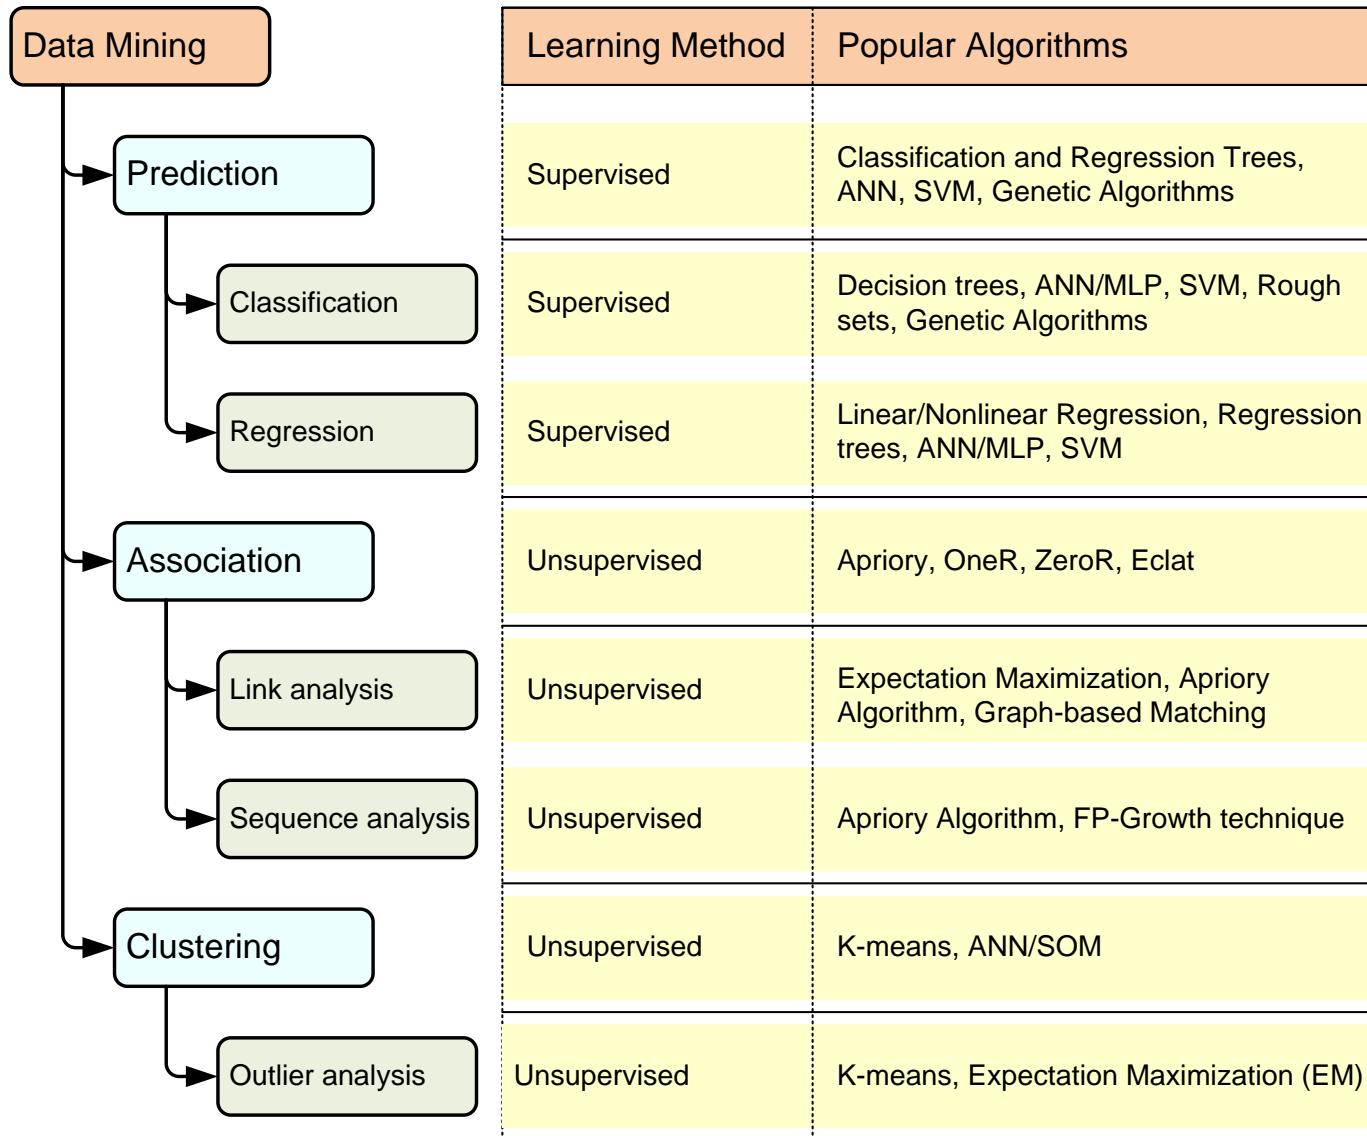 Data Mining
Learning Method
Popular Algorithms
Prediction
Supervised
Classification and Regression Trees,
ANN, SVM, Genetic Algorithms
Classification
Supervised
Decision trees, ANN/MLP, SVM, Rough
sets, Genetic Algorithms
Regression
Supervised
Linear/Nonlinear Regression, Regression
trees, ANN/MLP, SVM
Association
Unsupervised
Apriory, OneR, ZeroR, Eclat
Link analysis
Unsupervised
Expectation Maximization, Apriory
Algorithm, Graph-based Matching
Sequence analysis
Unsupervised
Apriory Algorithm, FP-Growth technique
Clustering
Unsupervised
K-means, ANN/SOM
Outlier analysis
Unsupervised
K-means, Expectation Maximization (EM)